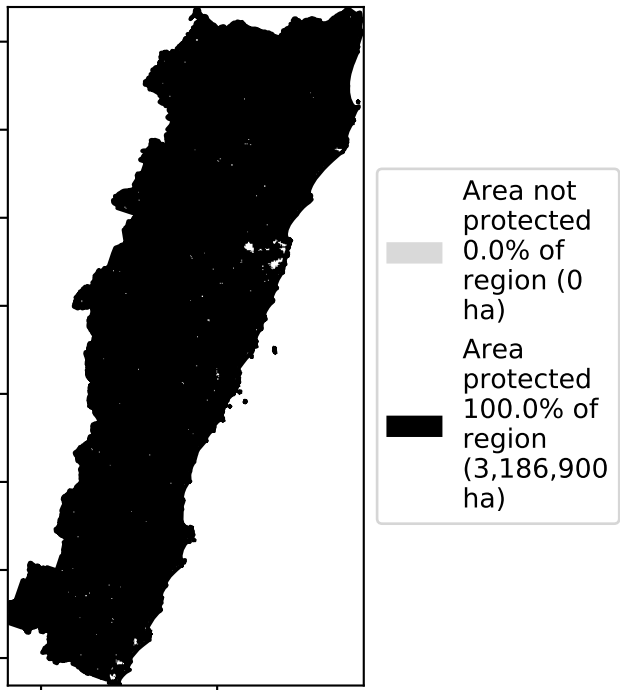 Area not
protected
0.0% of
region (0
ha)
Area
protected
100.0% of
region
(3,186,900
ha)